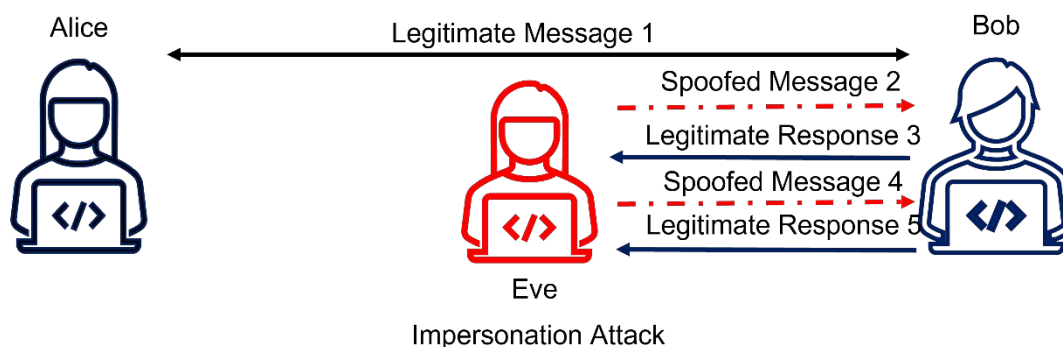 Alice
Bob
Legitimate Message 1
Spoofed Message 2
Legitimate Response 3
Spoofed Message 4
Legitimate Response 5
</>
</>
</>
Eve
Impersonation Attack